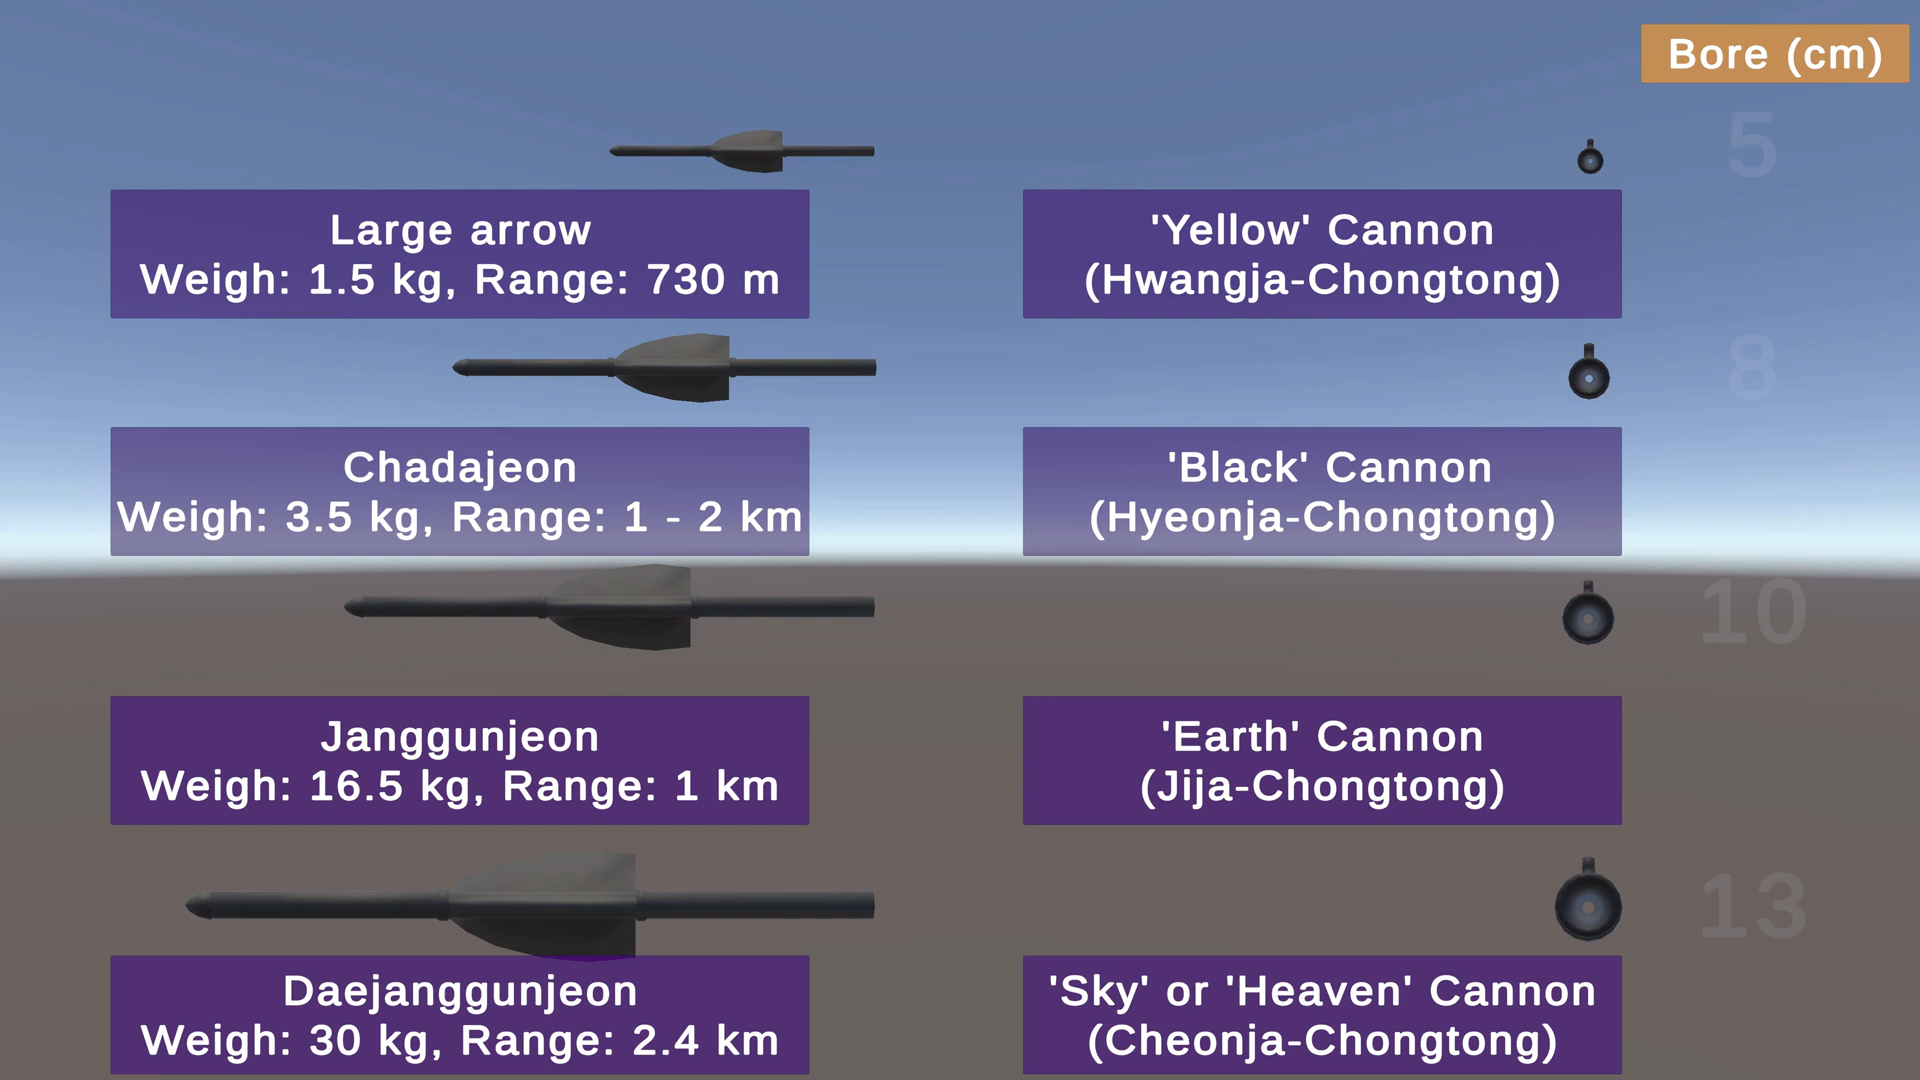 Bore (cm)
5
Large arrow
Weigh: 1.5 kg, Range: 730 m
'Yellow' Cannon
(Hwangja-Chongtong)
8
Chadajeon
Weigh: 3.5 kg, Range: 1 - 2 km
'Black' Cannon
(Hyeonja-Chongtong)
10
Janggunjeon
Weigh: 16.5 kg, Range: 1 km
'Earth' Cannon
(Jija-Chongtong)
13
Daejanggunjeon
Weigh: 30 kg, Range: 2.4 km
'Sky' or 'Heaven' Cannon
(Cheonja-Chongtong)